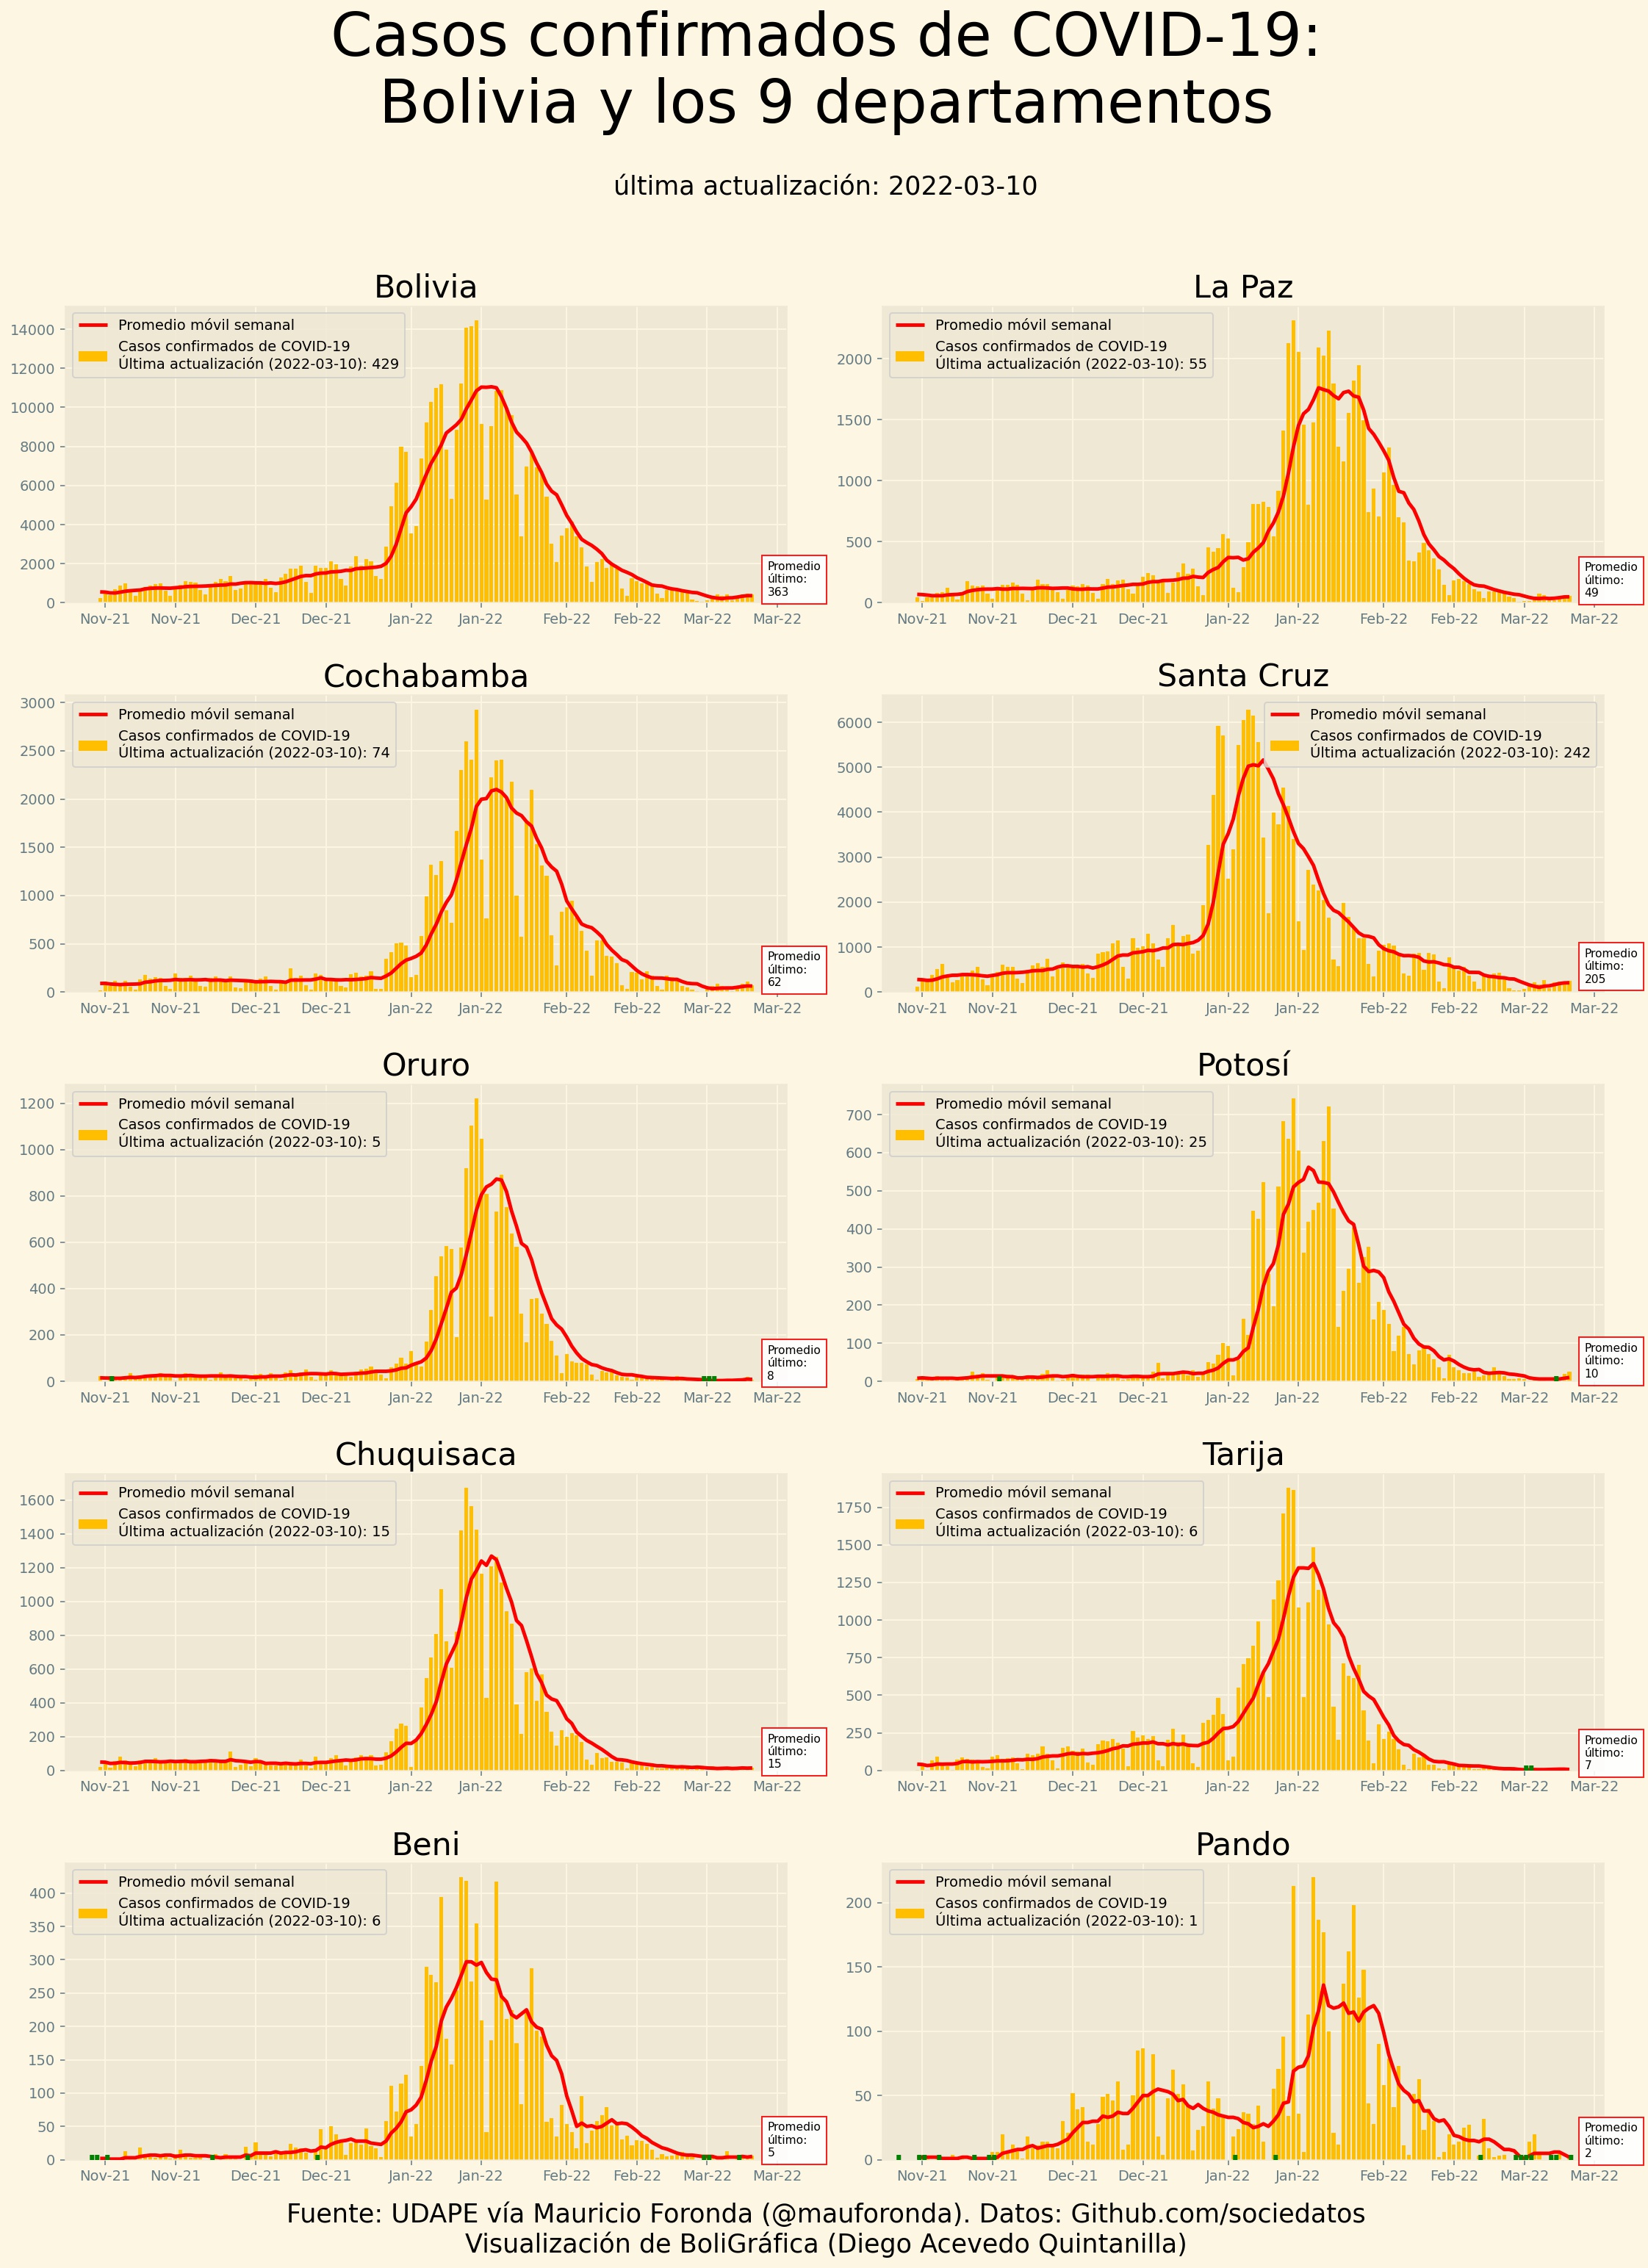 Casos confirmados de COVID-19:
Bolivia y los 9 departamentos
última actualización: 2022-03-10
Bolivia
Promedio móvil semanal
Casos confirmados de COVID-19
Última actualización (2022-03-10): 429
14000
12000
10000
8000
6000
4000
2000
0
Promedio
último:
363
Nov-21 Nov-21 Dec-21 Dec-21 Jan-22 Jan-22 Feb-22 Feb-22 Mar-22 Mar-22
La Paz
Promedio móvil semanal
Casos confirmados de COVID-19
Última actualización (2022-03-10): 55
2000
1500
1000
500
0
Promedio
último:
49
Nov-21 Nov-21 Dec-21 Dec-21 Jan-22 Jan-22 Feb-22 Feb-22 Mar-22 Mar-22
Cochabamba
Promedio móvil semanal
Casos confirmados de COVID-19
Última actualización (2022-03-10): 74
3000
2500
2000
1500
1000
500
0
Promedio
último:
62
Nov-21 Nov-21 Dec-21 Dec-21 Jan-22 Jan-22 Feb-22 Feb-22 Mar-22 Mar-22
Santa Cruz
Promedio móvil semanal
Casos confirmados de COVID-19
Última actualización (2022-03-10): 242
6000
5000
4000
3000
2000
1000
0
Promedio
último:
205
Nov-21 Nov-21 Dec-21 Dec-21 Jan-22 Jan-22 Feb-22 Feb-22 Mar-22 Mar-22
Oruro
Promedio móvil semanal
Casos confirmados de COVID-19
Última actualización (2022-03-10): 5
1200
1000
800
600
400
200
0
Promedio
último:
8
Nov-21 Nov-21 Dec-21 Dec-21 Jan-22 Jan-22 Feb-22 Feb-22 Mar-22 Mar-22
Potosí
Promedio móvil semanal
Casos confirmados de COVID-19
Última actualización (2022-03-10): 25
700
600
500
400
300
200
100
0
Promedio
último:
10
Nov-21 Nov-21 Dec-21 Dec-21 Jan-22 Jan-22 Feb-22 Feb-22 Mar-22 Mar-22
Chuquisaca
Promedio móvil semanal
Casos confirmados de COVID-19
Última actualización (2022-03-10): 15
1600
1400
1200
1000
800
600
400
200
0
Promedio
último:
15
Nov-21 Nov-21 Dec-21 Dec-21 Jan-22 Jan-22 Feb-22 Feb-22 Mar-22 Mar-22
Tarija
Promedio móvil semanal
Casos confirmados de COVID-19
Última actualización (2022-03-10): 6
1750
1500
1250
1000
750
500
250
0
Promedio
último:
7
Nov-21 Nov-21 Dec-21 Dec-21 Jan-22 Jan-22 Feb-22 Feb-22 Mar-22 Mar-22
Beni
Promedio móvil semanal
Casos confirmados de COVID-19
Última actualización (2022-03-10): 6
400
350
300
250
200
150
100
50
0
Promedio
último:
5
Nov-21 Nov-21 Dec-21 Dec-21 Jan-22 Jan-22 Feb-22 Feb-22 Mar-22 Mar-22
Pando
Promedio móvil semanal
Casos confirmados de COVID-19
Última actualización (2022-03-10): 1
200
150
100
50
0
Promedio
último:
2
Nov-21 Nov-21 Dec-21 Dec-21 Jan-22 Jan-22 Feb-22 Feb-22 Mar-22 Mar-22
Fuente: UDAPE vía Mauricio Foronda (@mauforonda). Datos: Github.com/sociedatos
Visualización de BoliGráfica (Diego Acevedo Quintanilla)